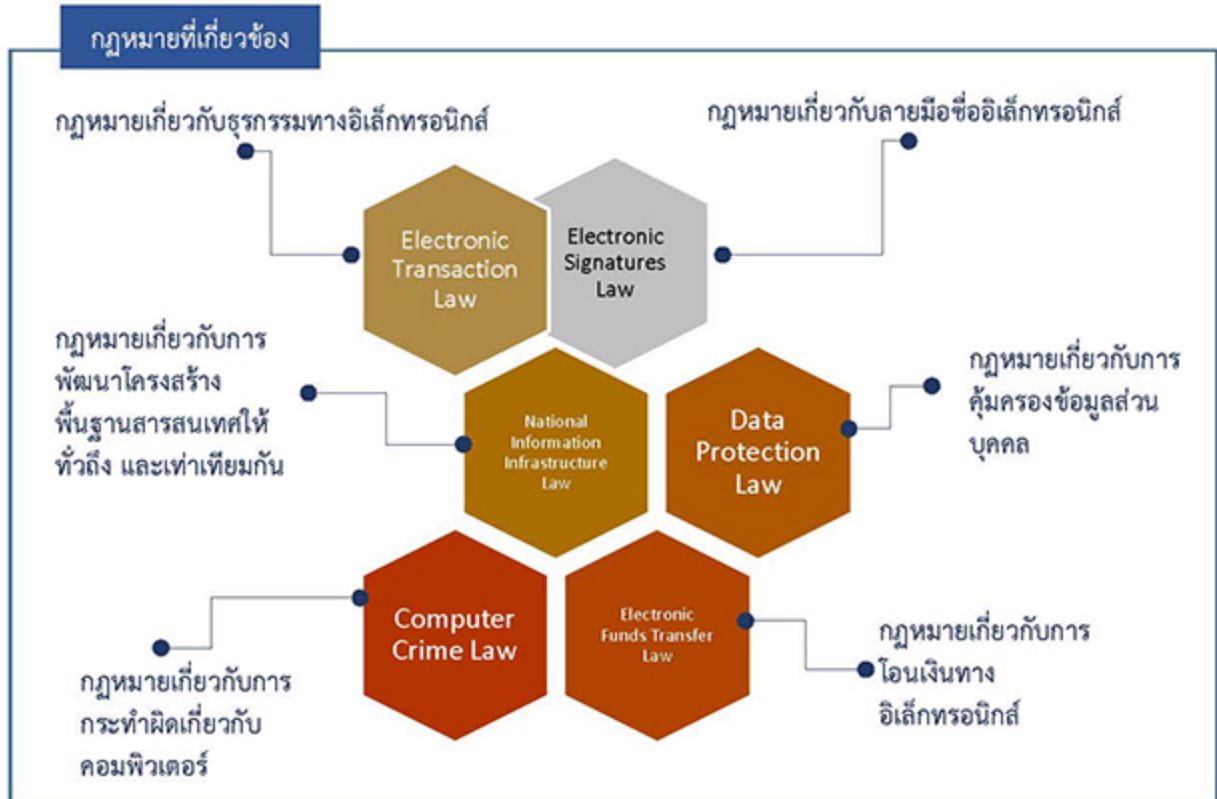 กฎหมายที่เกี่ยวข้อง
กฎหมายเกี่ยวกับธุรกรรมทางอิเล็กทรอนิกส์
กฎหมายเกี่ยวกับลายมือชื่ออิเล็กทรอนิกส์
Electronic
Transaction
Law
Electronic
Signatures
Law
กฎหมายเกี่ยวกับการ
พัฒนาโครงสร้าง
พื้นฐานสารสนเทศให้
ทั่วถึง และเท่าเทียมกัน
National
Information
Infrastructure
Law
Data
Protection
Law
กฎหมายเกี่ยวกับการ
คุ้มครองข้อมูลส่วน
บุคคล
Computer
Crime Law
Electronic
Funds Transfer
Law
กฎหมายเกี่ยวกับการ
กระทำผิดเกี่ยวกับ
คอมพิวเตอร์
กฎหมายเกี่ยวกับการ
โอนเงินทาง
อิเล็กทรอนิกส์